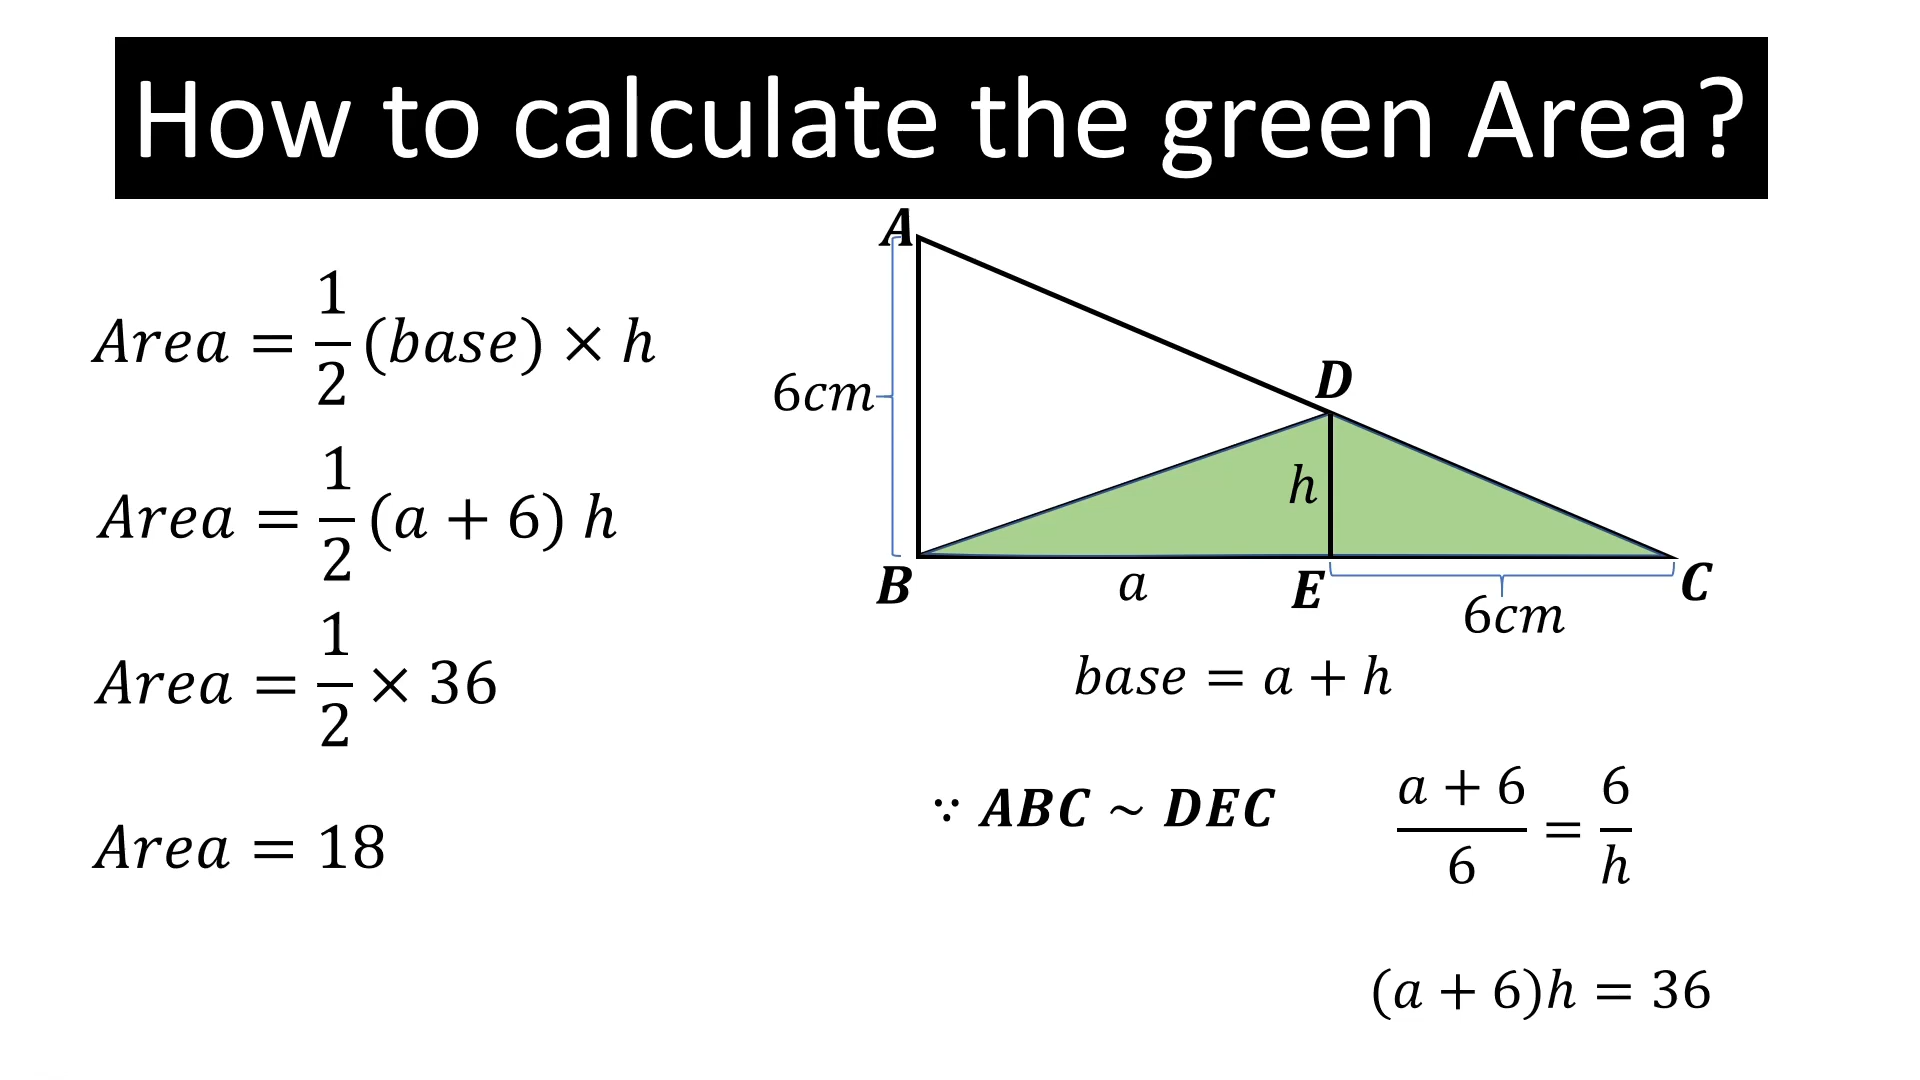 How to calculate the green Area?
Area = 1/2 (base) × h
Area = 1/2 (a + 6) h
Area = 1/2 × 36
Area = 18
A
6cm
D
h
B
a
E
C
6cm
base = a + h
∵ ABC ~ DEC
(a + 6)/6 = 6/h
(a + 6)h = 36